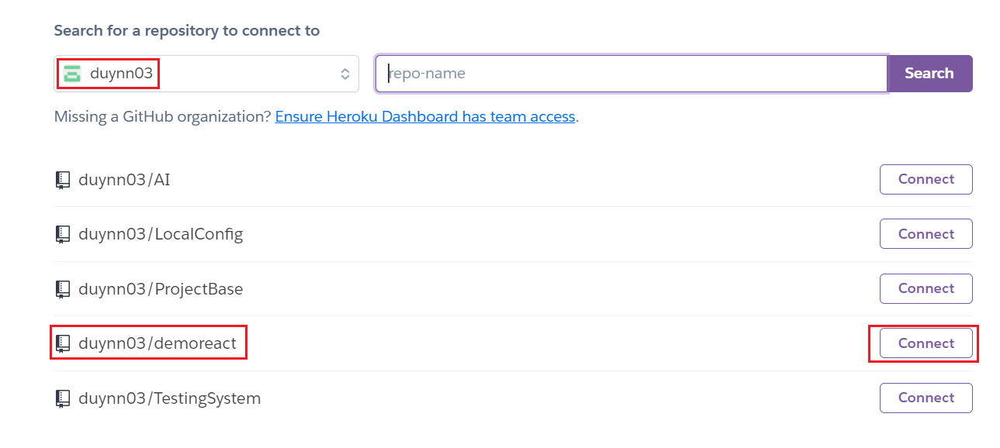 Search for a repository to connect to
duynn03 repo-name Search
Missing a GitHub organization? Ensure Heroku Dashboard has team access.
duynn03/AI Connect
duynn03/LocalConfig Connect
duynn03/ProjectBase Connect
duynn03/demoreact Connect
duynn03/TestingSystem Connect